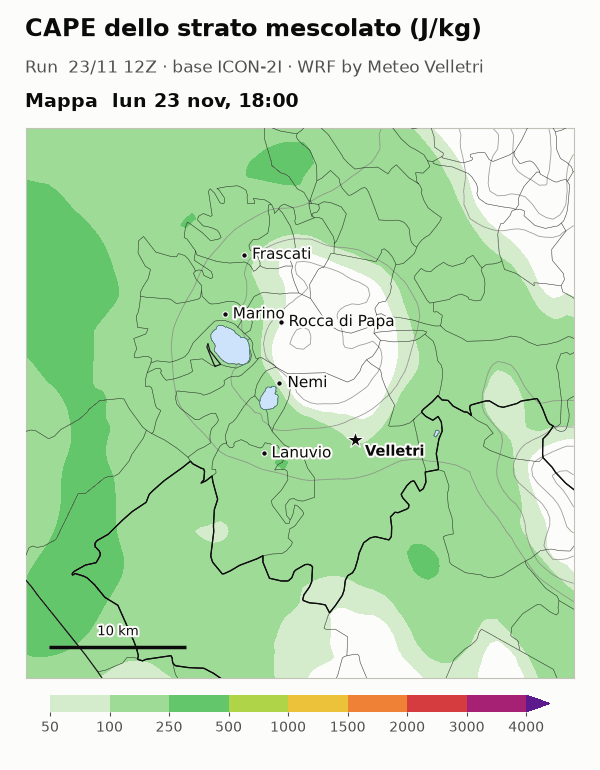 CAPE dello strato mescolato (J/kg)
Run  23/11 12Z · base ICON-2I · WRF by Meteo Velletri
Mappa  lun 23 nov, 18:00
Frascati
Marino
Rocca di Papa
Nemi
Velletri
Lanuvio
10 km
50 100 250 500 1000 1500 2000 3000 4000